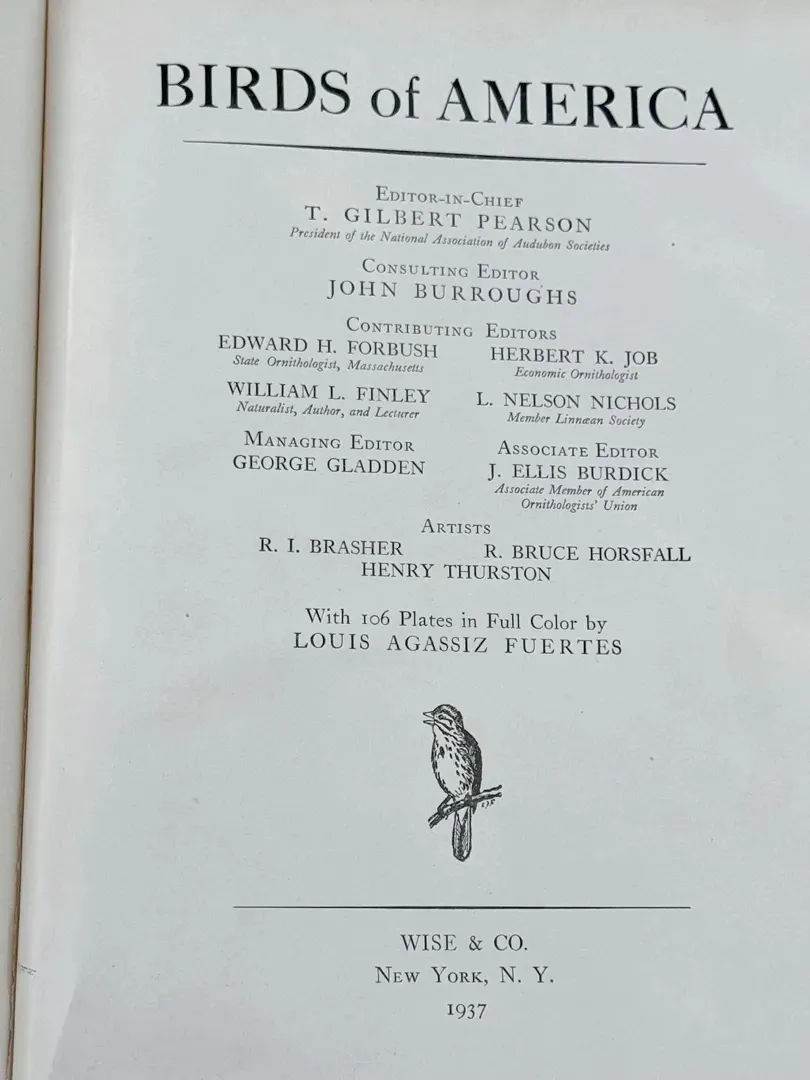 BIRDS of AMERICA
Editor-in-Chief
T. GILBERT PEARSON
President of the National Association of Audubon Societies
Consulting Editor
JOHN BURROUGHS
Contributing Editors
EDWARD H. FORBUSH
State Ornithologist, Massachusetts
HERBERT K. JOB
Economic Ornithologist
WILLIAM L. FINLEY
Naturalist, Author, and Lecturer
L. NELSON NICHOLS
Member Linnæan Society
Managing Editor
GEORGE GLADDEN
Associate Editor
J. ELLIS BURDICK
Associate Member of American
Ornithologists' Union
Artists
R. I. BRASHER
R. BRUCE HORSFALL
HENRY THURSTON
With 106 Plates in Full Color by
LOUIS AGASSIZ FUERTES
WISE & CO.
New York, N. Y.
1937